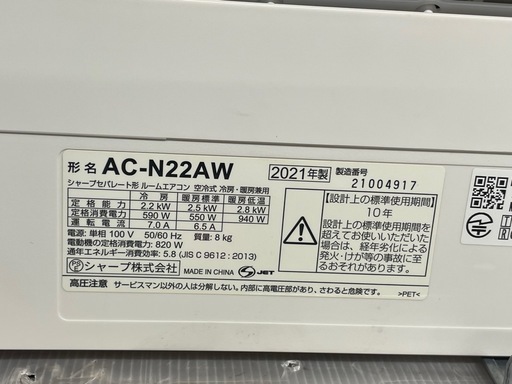 形 名 AC-N22AW 2021年製 製造番号 21004917
シャープセパレート形 ルームエアコン 空冷式 冷房・暖房兼用
冷 房 暖房標準 暖房低温
定 格 能 力 2.2 kW 2.5 kW 2.8 kW
定格消費電力 590 W 550 W 940 W
運 転 電 流 7.0 A 6.5 A
電源: 単相 100 V 50/60 Hz 質量: 8 kg
電動機の定格消費電力: 820 W
通年エネルギー消費効率: 5.8 (JIS C 9612 : 2013)
PSE シャープ株式会社 MADE IN CHINA S JET
【設計上の標準使用期間】
10年
設計上の標準使用期間を
超えてお使いいただいた
場合は、経年劣化による
発火・けが等の事故に
至るおそれがあります。
高圧注意 サービスマン以外の人は分解しない。内部に高電圧部があり、さわると危険。 >PET<